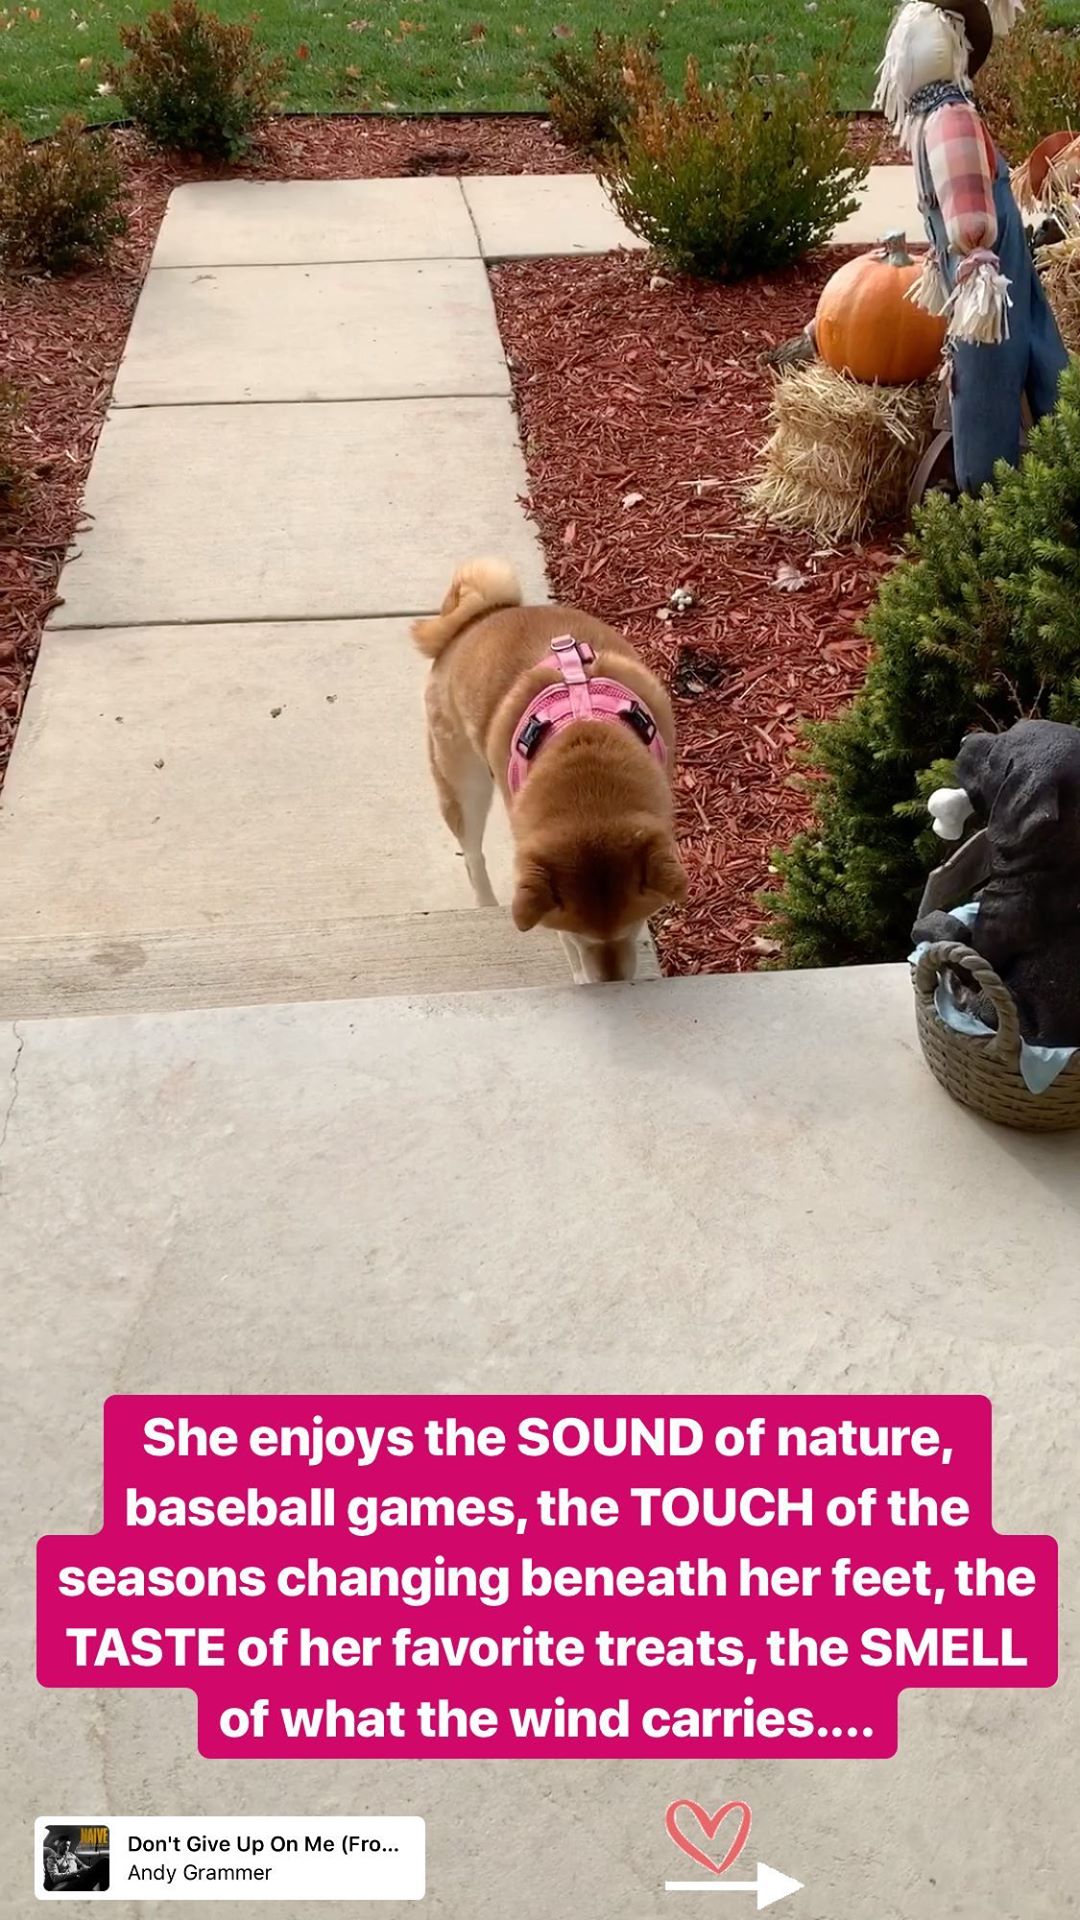 She enjoys the SOUND of nature,
baseball games, the TOUCH of the
seasons changing beneath her feet, the
TASTE of her favorite treats, the SMELL
of what the wind carries....
NAIVE
Don't Give Up On Me (Fro...
Andy Grammer